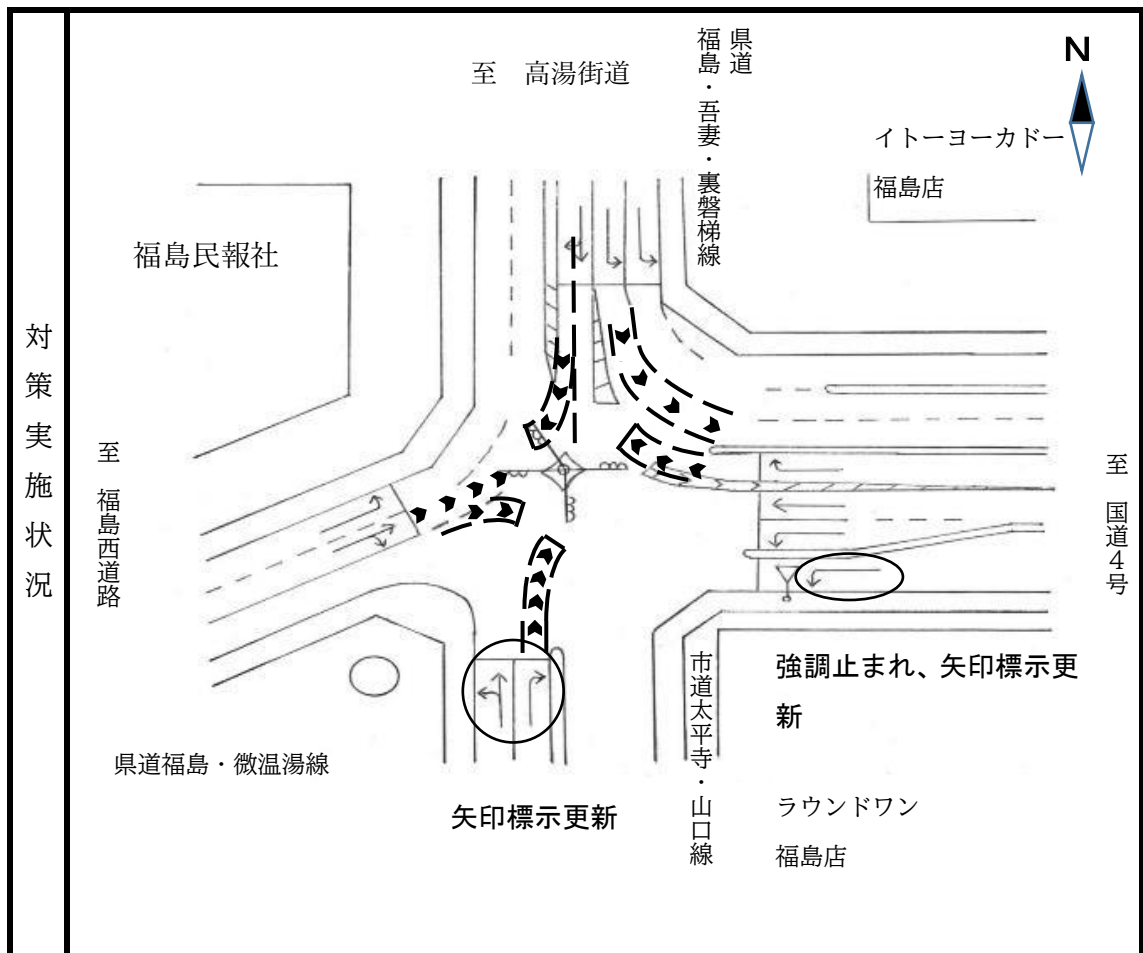 対策実施状況
至 高湯街道
県道
福島・吾妻・裏磐梯線
N
イトーヨーカドー
福島店
福島民報社
至 福島西道路
至 国道4号
強調止まれ、矢印標示更
新
市道太平寺・山口線
県道福島・微温湯線
矢印標示更新
ラウンドワン
福島店